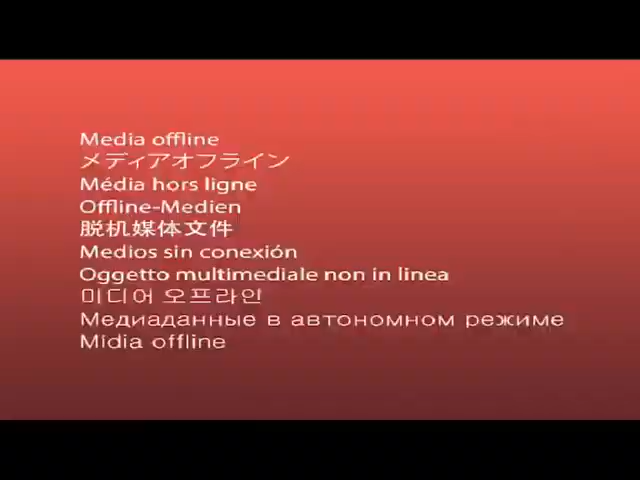 Media offline
メディアオフライン
Média hors ligne
Offline-Medien
脱机媒体文件
Medios sin conexión
Oggetto multimediale non in linea
미디어 오프라인
Медиаданные в автономном режиме
Mídia offline